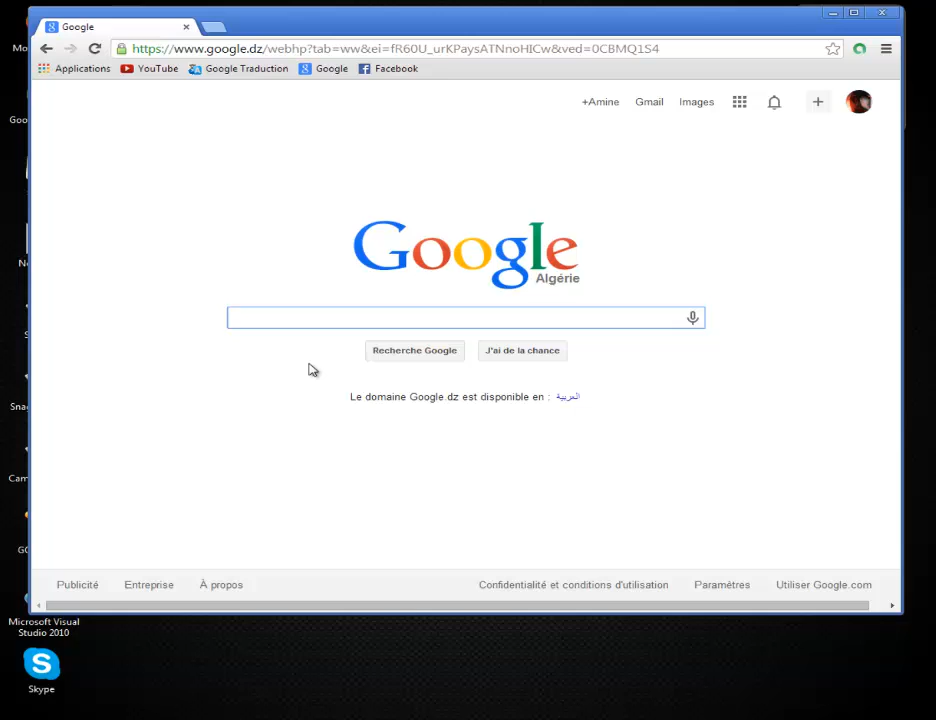 Google
https://www.google.dz/webhp?tab=ww&ei=fR60U_urKPaysATNnoHICw&ved=0CBMQ1S4
Applications YouTube Google Traduction Google Facebook
+Amine Gmail Images
Google
Algérie
Recherche Google J'ai de la chance
Le domaine Google.dz est disponible en : العربية
Publicité Entreprise À propos Confidentialité et conditions d'utilisation Paramètres Utiliser Google.com
Microsoft Visual
Studio 2010
Skype